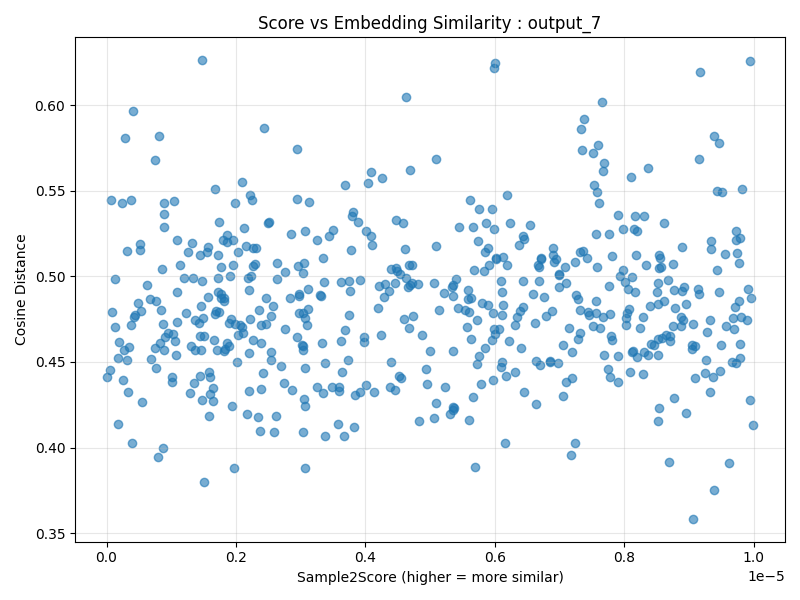 Score vs Embedding Similarity : output_7
Cosine Distance
0.60
0.55
0.50
0.45
0.40
0.35
0.0 0.2 0.4 0.6 0.8 1.0
1e−5
Sample2Score (higher = more similar)